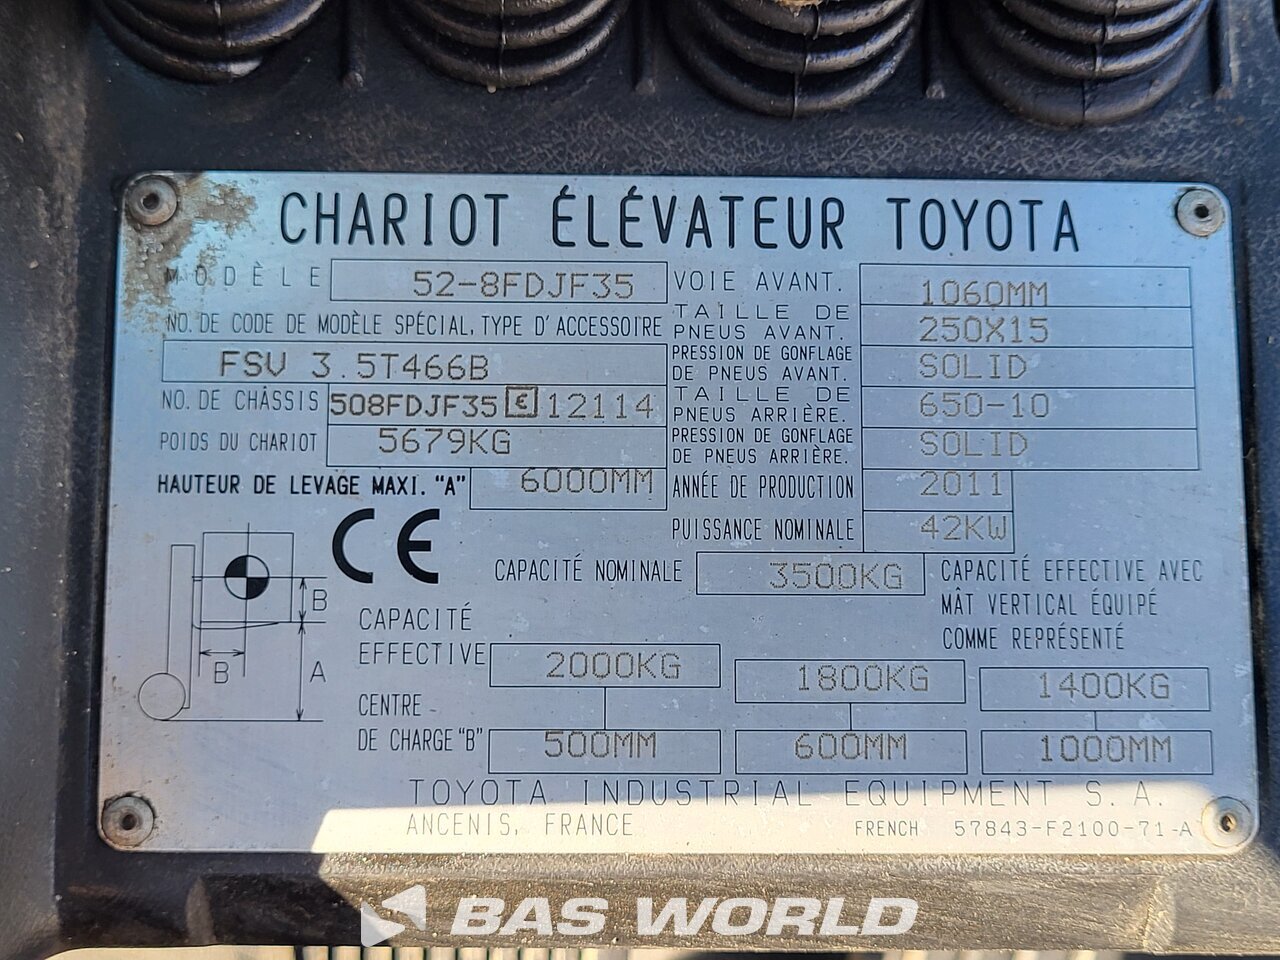 CHARIOT ÉLÉVATEUR TOYOTA
MODÈLE 52-8FDJF35
NO. DE CODE DE MODÈLE SPÉCIAL, TYPE D'ACCESSOIRE
FSV 3.5T466B
NO. DE CHÂSSIS 508FDJF35 E 12114
POIDS DU CHARIOT 5679KG
HAUTEUR DE LEVAGE MAXI. "A" 6000MM
VOIE AVANT. 1060MM
TAILLE DE
PNEUS AVANT. 250X15
PRESSION DE GONFLAGE
DE PNEUS AVANT. SOLID
TAILLE DE
PNEUS ARRIÈRE. 650-10
PRESSION DE GONFLAGE
DE PNEUS ARRIÈRE. SOLID
ANNÉE DE PRODUCTION 2011
PUISSANCE NOMINALE 42KW
CE
B
B
A
CAPACITÉ NOMINALE 3500KG
CAPACITÉ EFFECTIVE AVEC
MÂT VERTICAL ÉQUIPÉ
COMME REPRÉSENTÉ
CAPACITÉ
EFFECTIVE 2000KG 1800KG 1400KG
CENTRE
DE CHARGE "B" 500MM 600MM 1000MM
TOYOTA INDUSTRIAL EQUIPMENT S.A.
ANCENIS, FRANCE FRENCH 57843-F2100-71-A
BAS WORLD